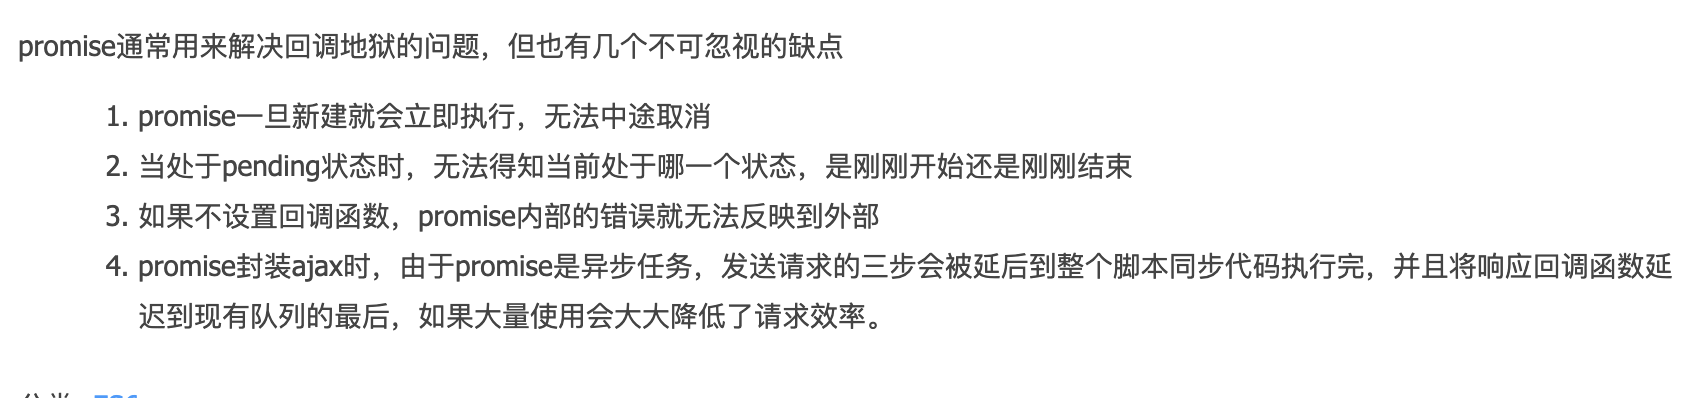 promise通常用来解决回调地狱的问题，但也有几个不可忽视的缺点
1. promise一旦新建就会立即执行，无法中途取消
2. 当处于pending状态时，无法得知当前处于哪一个状态，是刚刚开始还是刚刚结束
3. 如果不设置回调函数，promise内部的错误就无法反映到外部
4. promise封装ajax时，由于promise是异步任务，发送请求的三步会被延后到整个脚本同步代码执行完，并且将响应回调函数延
迟到现有队列的最后，如果大量使用会大大降低了请求效率。